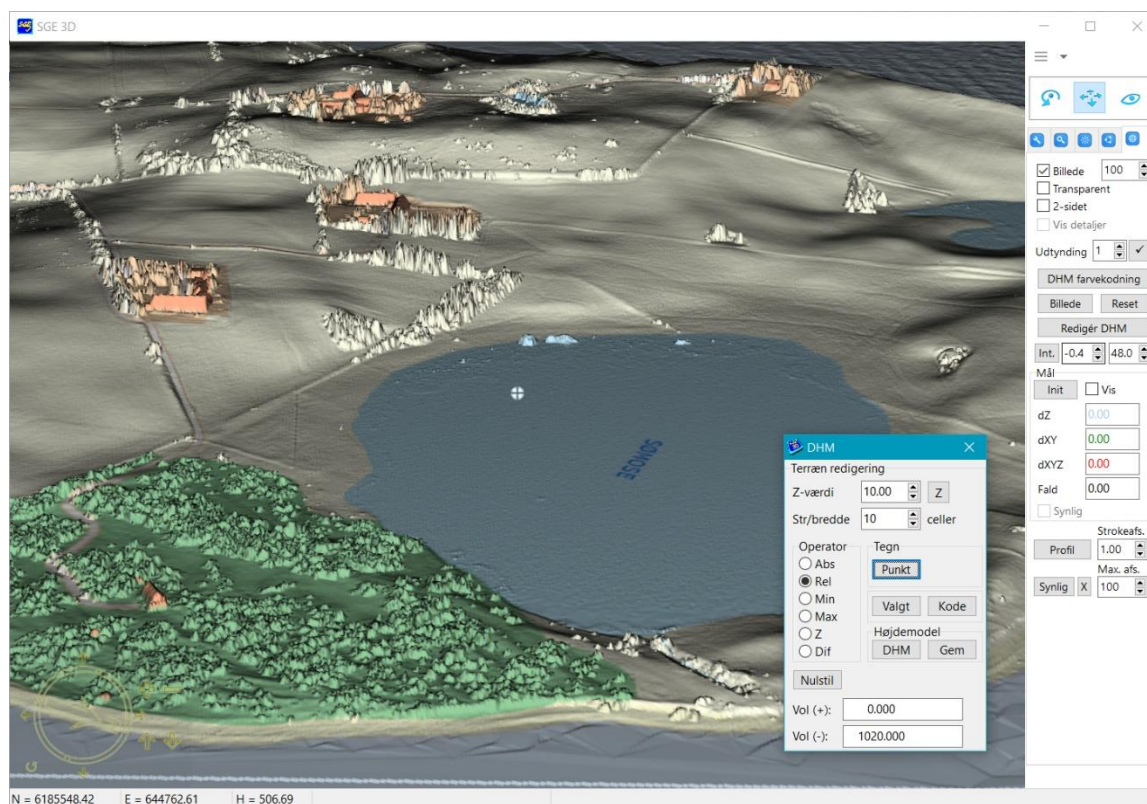 SGE 3D
Billede 100
Transparent
2-sidet
Vis detaljer
Udtynding 1
DHM farvekodning
Billede Reset
Redigér DHM
Int. -0.4 48.0
Mål
Init Vis
dZ 0.00
dXY 0.00
dXYZ 0.00
Fald 0.00
Synlig
Strokeafs.
Profil 1.00
Max. afs.
Synlig X 100
SØMOSE
DHM
Terræn redigering
Z-værdi 10.00 Z
Str/bredde 10 celler
Operator Tegn
Abs
Punkt
Rel
Min
Valgt Kode
Max
Z
Højdemodel
Dif
DHM Gem
Nulstil
Vol (+): 0.000
Vol (-): 1020.000
N = 6185548.42 E = 644762.61 H = 506.69